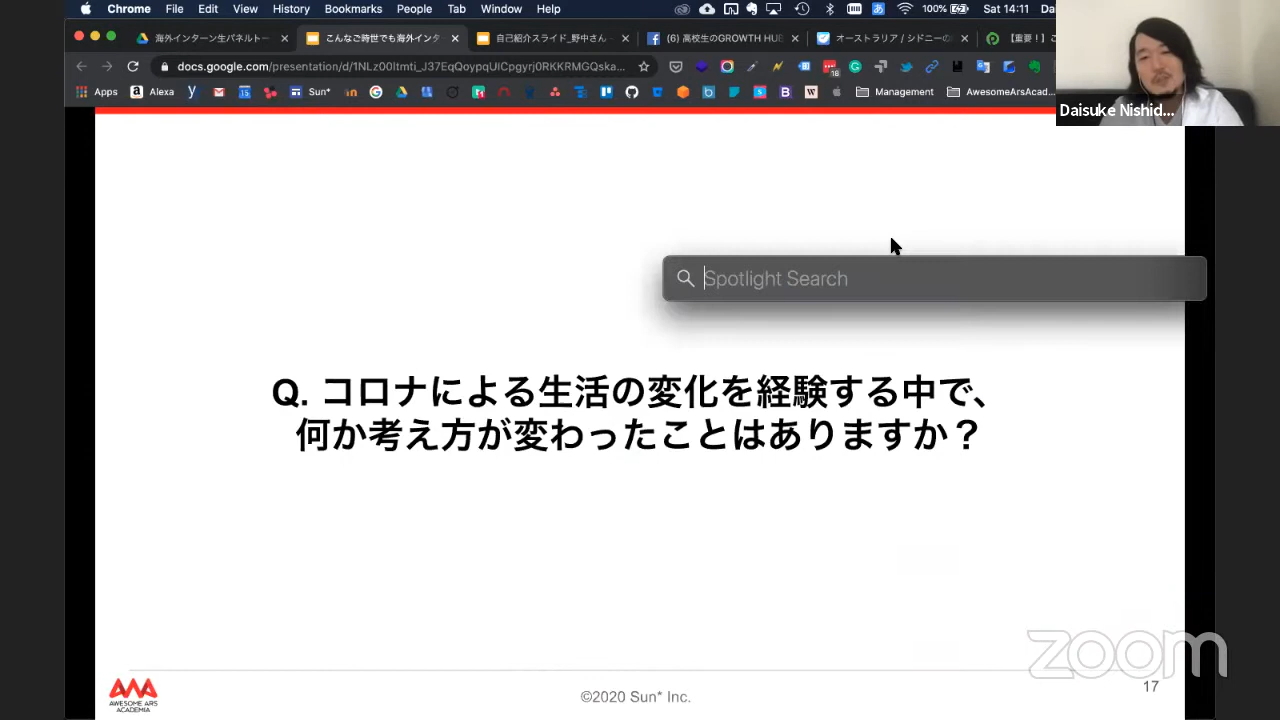 Chrome File Edit View History Bookmarks People Tab Window Help
100% Sat 14:11 Dai
海外インターン生パネルトー
こんなご時世でも海外インタ
自己紹介スライド_野中さん
(6) 高校生のGROWTH HUB
オーストラリア / シドニーの
【重要！】こ
Daisuke Nishid...
Apps Alexa Sun* Management AwesomeArsAcad...
Spotlight Search
Q. コロナによる生活の変化を経験する中で、
何か考え方が変わったことはありますか？
zoom
AWESOME ARS
ACADEMIA
©2020 Sun* Inc.
17